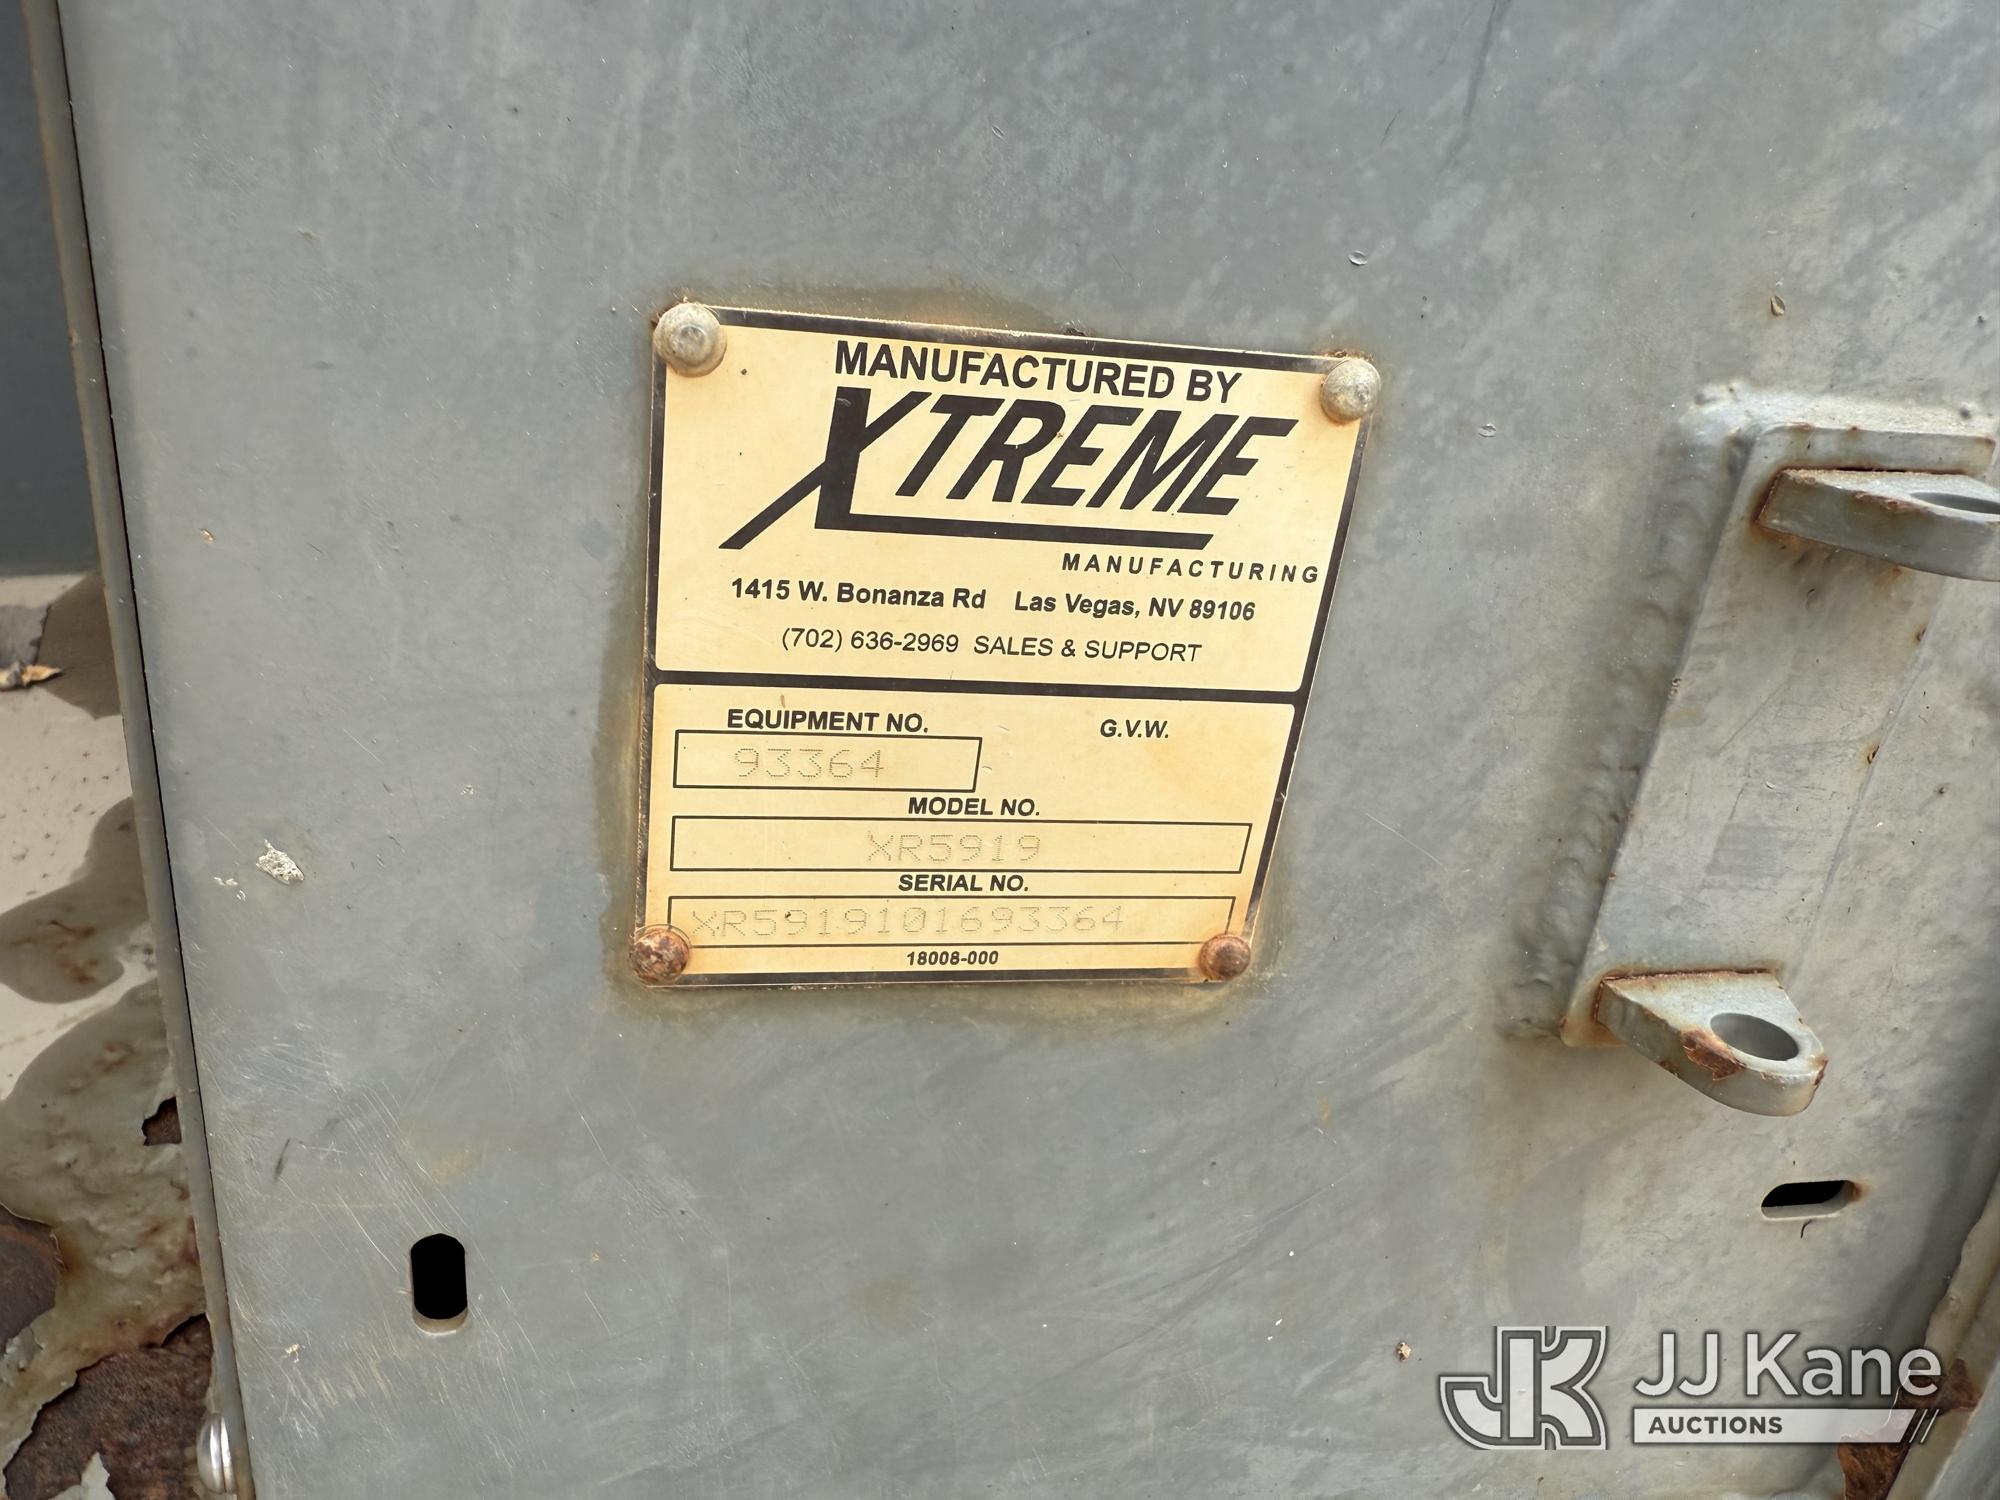 MANUFACTURED BY
XTREME
MANUFACTURING
1415 W. Bonanza Rd Las Vegas, NV 89106
(702) 636-2969 SALES & SUPPORT
EQUIPMENT NO. G.V.W.
93364
MODEL NO.
XR5919
SERIAL NO.
XR5919101693364
18008-000
JK JJ Kane
AUCTIONS